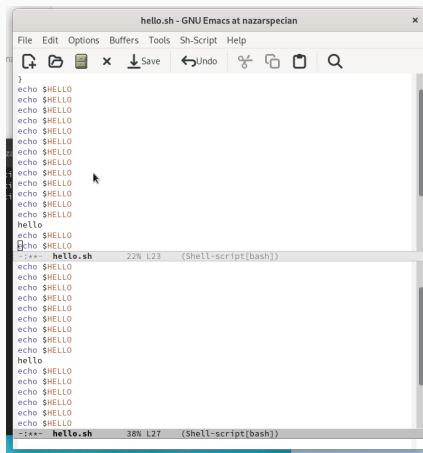 hello.sh - GNU Emacs at nazarspecian
File Edit Options Buffers Tools Sh-Script Help
Save Undo
}
echo $HELLO
echo $HELLO
echo $HELLO
echo $HELLO
echo $HELLO
echo $HELLO
echo $HELLO
echo $HELLO
echo $HELLO
echo $HELLO
echo $HELLO
echo $HELLO
echo $HELLO
hello
echo $HELLO
echo $HELLO
-:**- hello.sh 22% L23 (Shell-script[bash])
echo $HELLO
echo $HELLO
echo $HELLO
echo $HELLO
echo $HELLO
echo $HELLO
echo $HELLO
echo $HELLO
echo $HELLO
hello
echo $HELLO
echo $HELLO
echo $HELLO
echo $HELLO
echo $HELLO
echo $HELLO
-:**- hello.sh 38% L27 (Shell-script[bash])